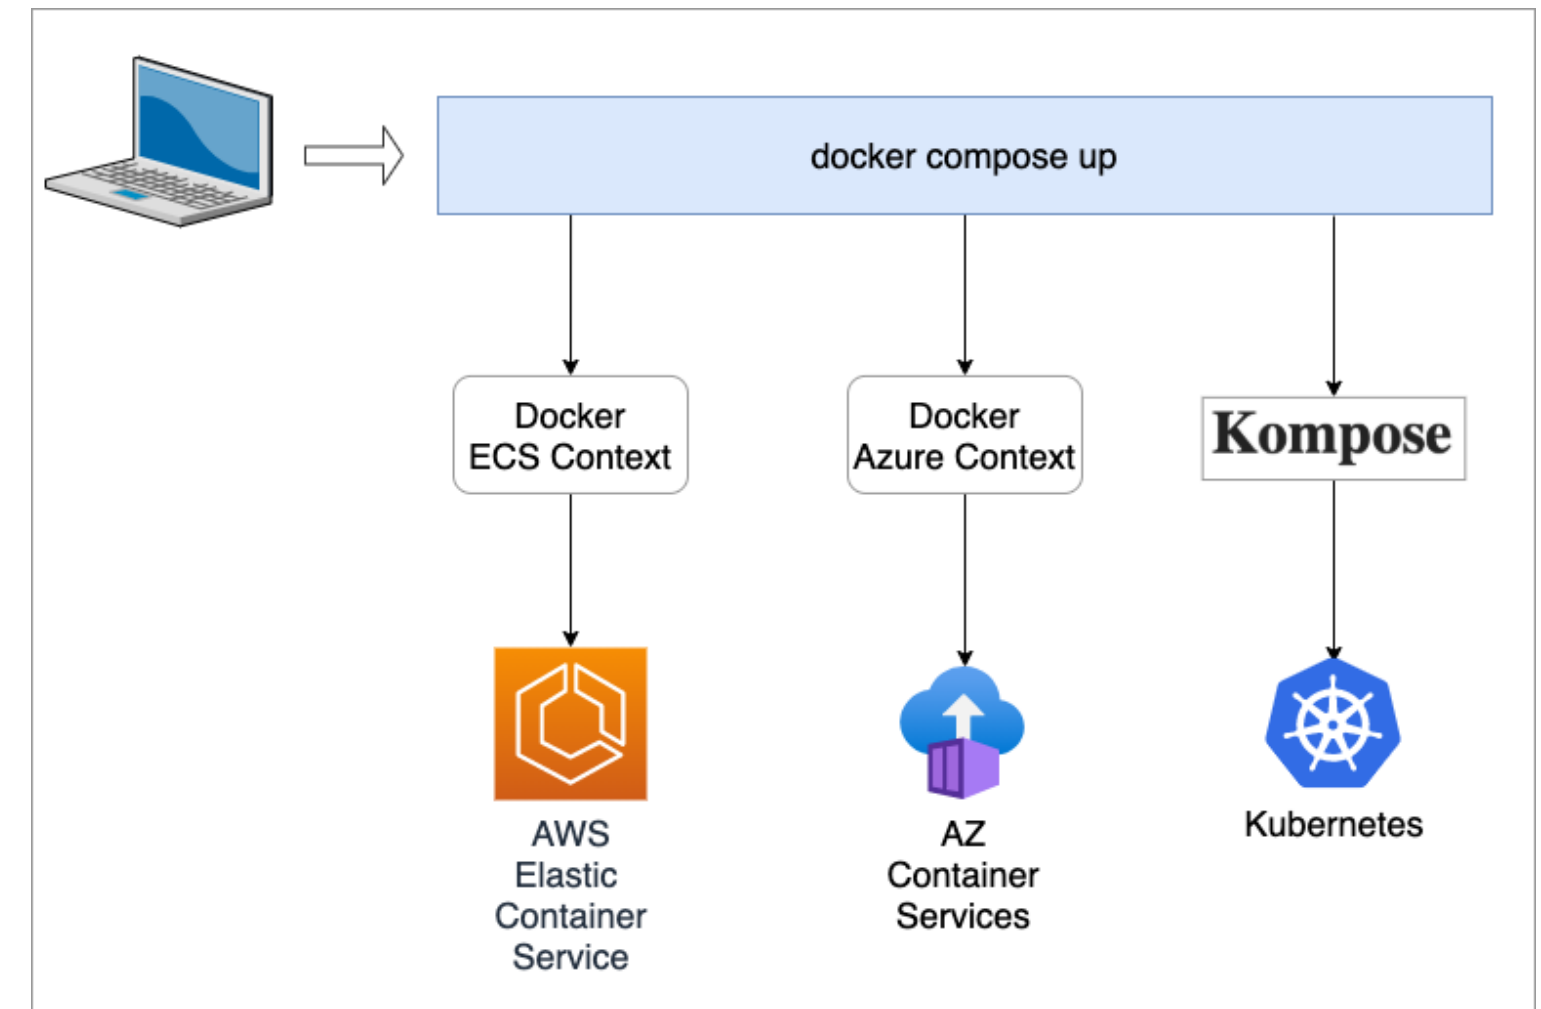 docker compose up
Docker
ECS Context
Docker
Azure Context
Kompose
AWS
Elastic
Container
Service
AZ
Container
Services
Kubernetes